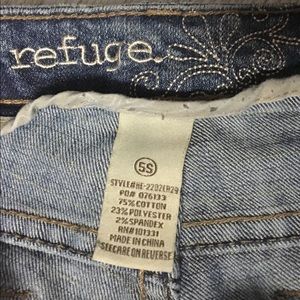 refuge.
5S
STYLE#HE-2202ER29
PO# 076133
75%COTTON
23%POLYESTER
2%SPANDEX
RN#101331
MADE IN CHINA
SEE CARE ON REVERSE